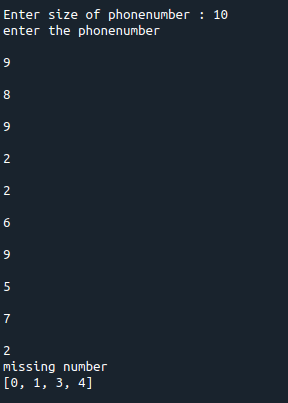 Enter size of phonenumber : 10
enter the phonenumber
9
8
9
2
2
6
9
5
7
2
missing number
[0, 1, 3, 4]